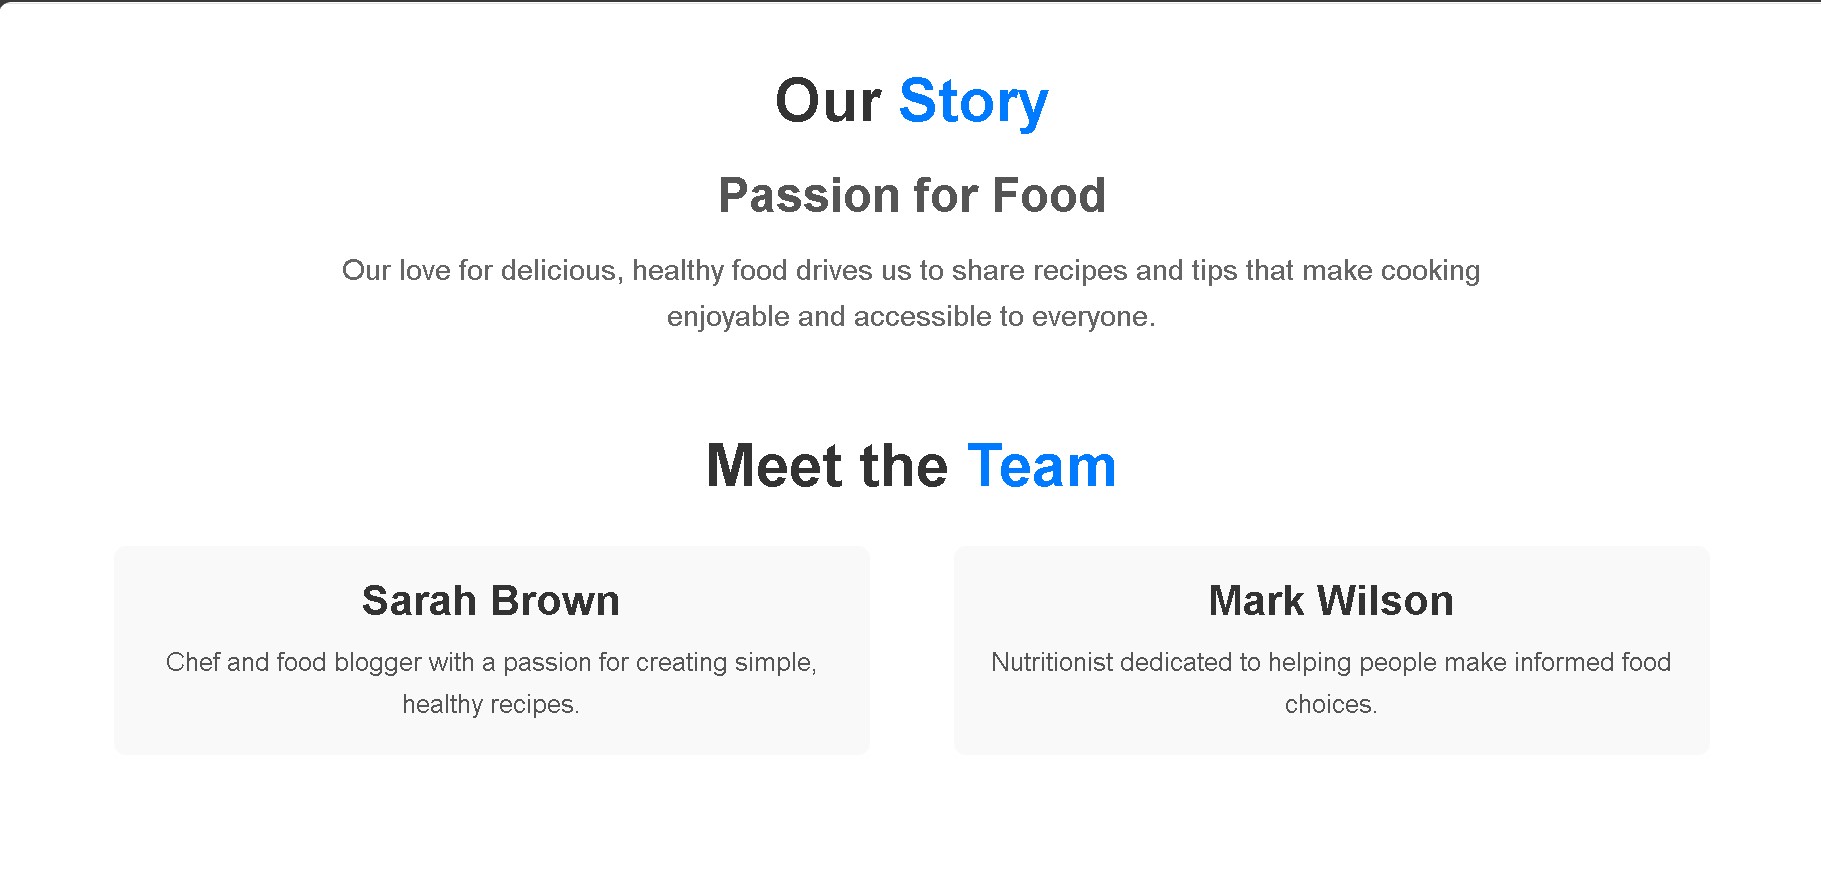 Our Story
Passion for Food
Our love for delicious, healthy food drives us to share recipes and tips that make cooking
enjoyable and accessible to everyone.
Meet the Team
Sarah Brown
Chef and food blogger with a passion for creating simple,
healthy recipes.
Mark Wilson
Nutritionist dedicated to helping people make informed food
choices.